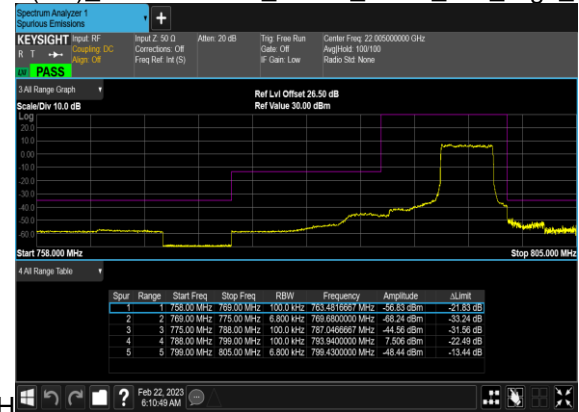 Spectrum Analyzer 1
Spurious Emissions
+
KEYSIGHT Input: RF Input Z: 50 Ω Atten: 20 dB Trig: Free Run Center Freq: 22.005000000 GHz
R T Coupling: DC Corrections: Off Gate: Off Avg|Hold: 100/100
Align: Off Freq Ref: Int (S) IF Gain: Low Radio Std: None
PASS
3 All Range Graph
Ref Lvl Offset 26.50 dB
Scale/Div 10.0 dB Ref Value 30.00 dBm
Log
20.0
10.0
0.00
-10.0
-20.0
-30.0
-40.0
-50.0
-60.0
Start 758.000 MHz Stop 805.000 MHz
4 All Range Table
Spur Range Start Freq Stop Freq RBW Frequency Amplitude ΔLimit
1 1 758.00 MHz 769.00 MHz 100.0 kHz 763.4816667 MHz -56.83 dBm -21.83 dB
2 2 769.00 MHz 775.00 MHz 6.800 kHz 769.6800000 MHz -68.24 dBm -33.24 dB
3 3 775.00 MHz 788.00 MHz 100.0 kHz 787.0466667 MHz -44.56 dBm -31.56 dB
4 4 788.00 MHz 799.00 MHz 100.0 kHz 793.9400000 MHz 7.506 dBm -22.49 dB
5 5 799.00 MHz 805.00 MHz 6.800 kHz 799.4300000 MHz -48.44 dBm -13.44 dB
H
? Feb 22, 2023
6:10:49 AM